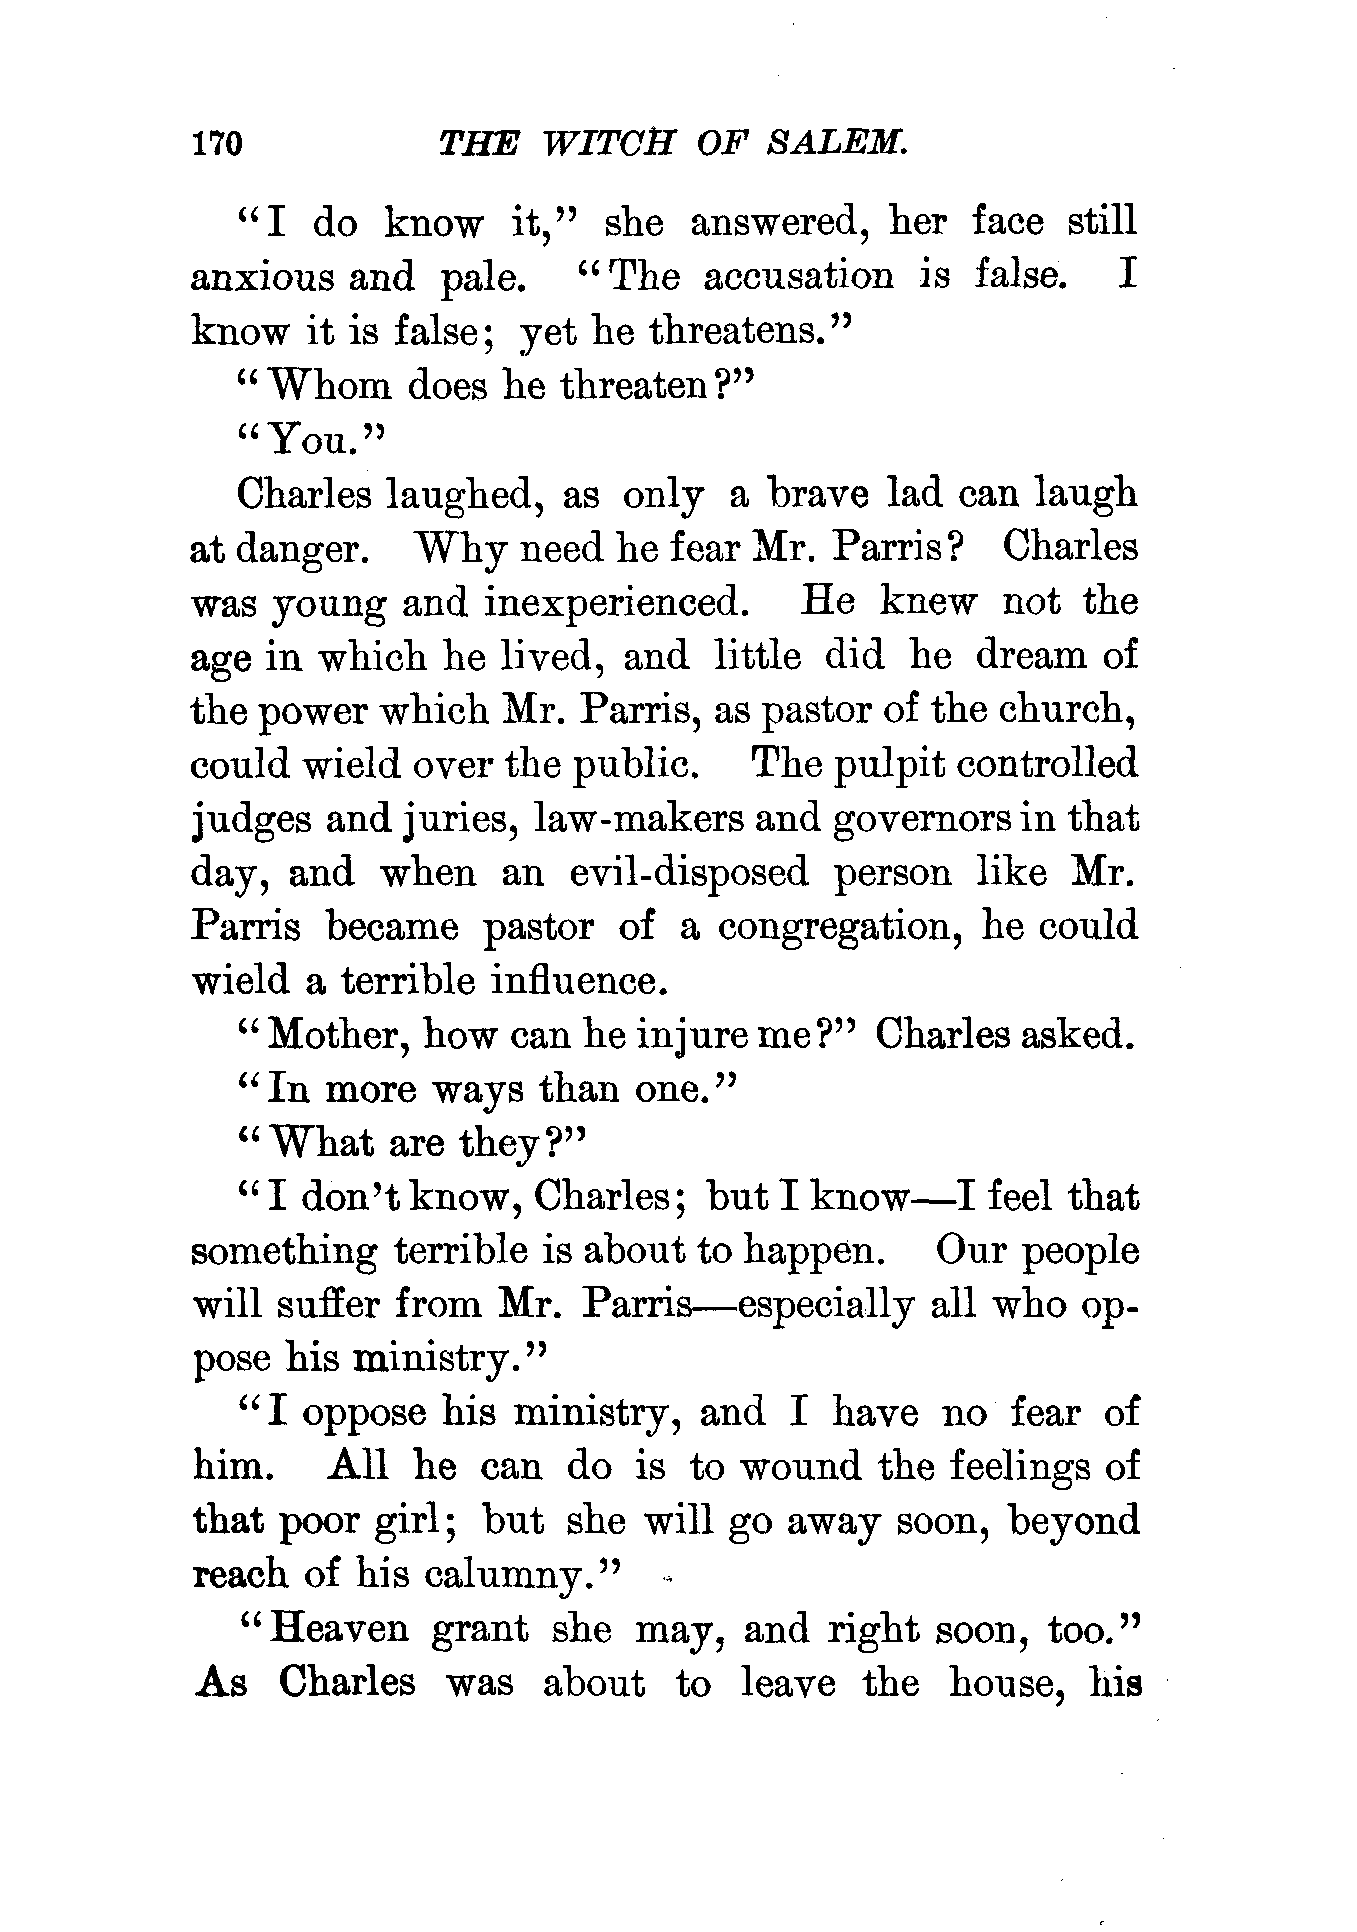 170 THE WITCH OF SALEM.
“I do know it,” she answered, her face still
anxious and pale. “The accusation is false. I
know it is false; yet he threatens.”
“Whom does he threaten?”
“You.”
Charles laughed, as only a brave lad can laugh
at danger. Why need he fear Mr. Parris? Charles
was young and inexperienced. He knew not the
age in which he lived, and little did he dream of
the power which Mr. Parris, as pastor of the church,
could wield over the public. The pulpit controlled
judges and juries, law-makers and governors in that
day, and when an evil-disposed person like Mr.
Parris became pastor of a congregation, he could
wield a terrible influence.
“Mother, how can he injure me?” Charles asked.
“In more ways than one.”
“What are they?”
“I don’t know, Charles; but I know—I feel that
something terrible is about to happen. Our people
will suffer from Mr. Parris—especially all who op-
pose his ministry.”
“I oppose his ministry, and I have no fear of
him. All he can do is to wound the feelings of
that poor girl; but she will go away soon, beyond
reach of his calumny.”
“Heaven grant she may, and right soon, too.”
As Charles was about to leave the house, his